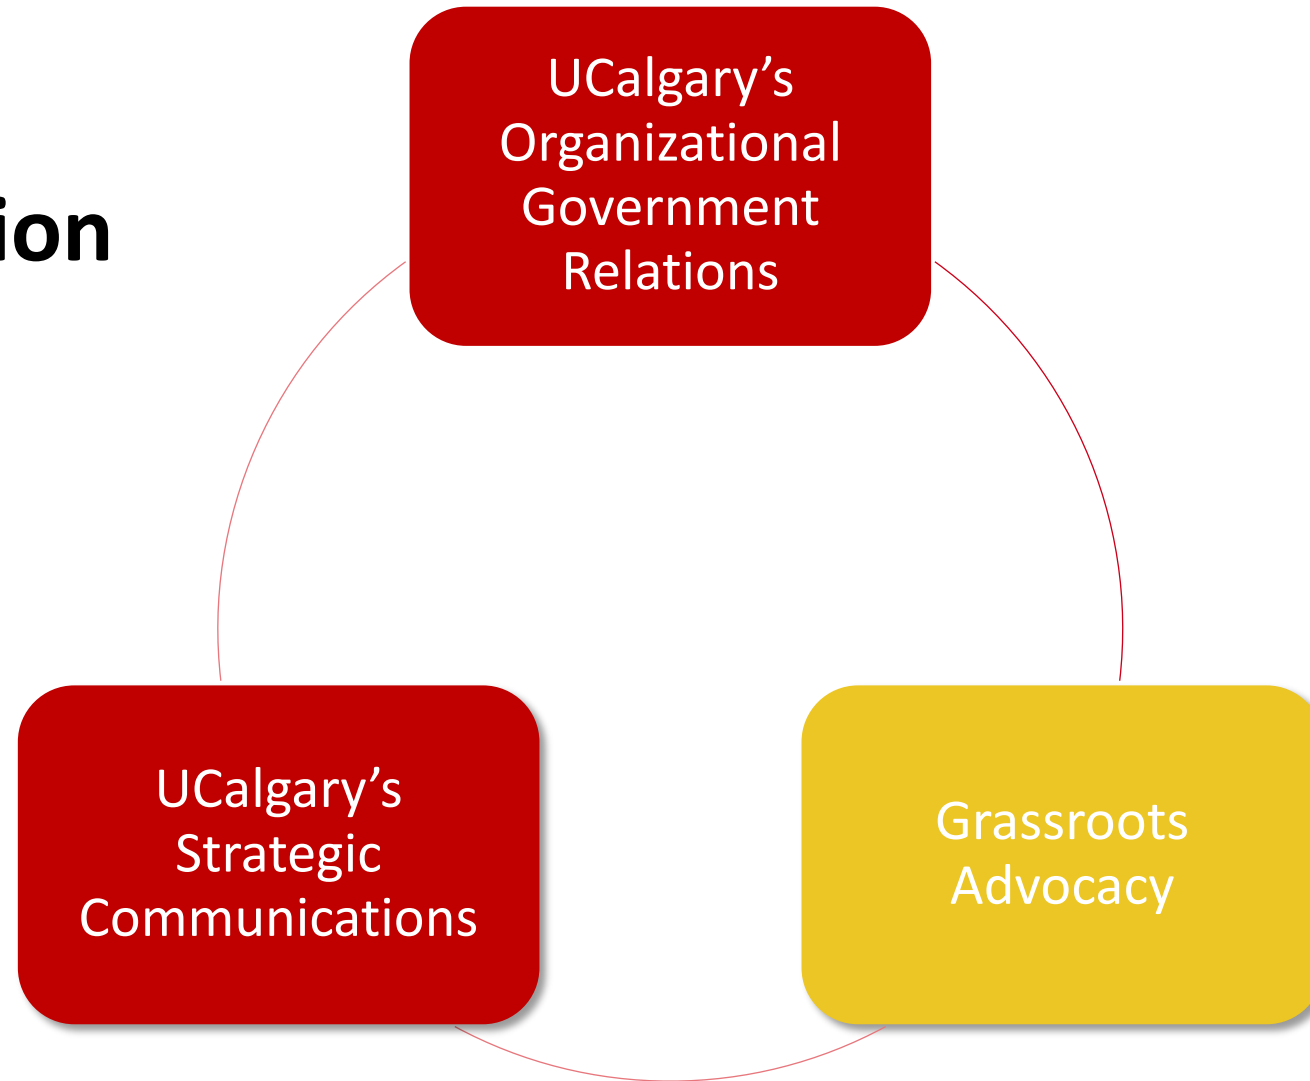 UCalgary’s
Organizational
Government
Relations
ion
UCalgary’s
Strategic
Communications
Grassroots
Advocacy